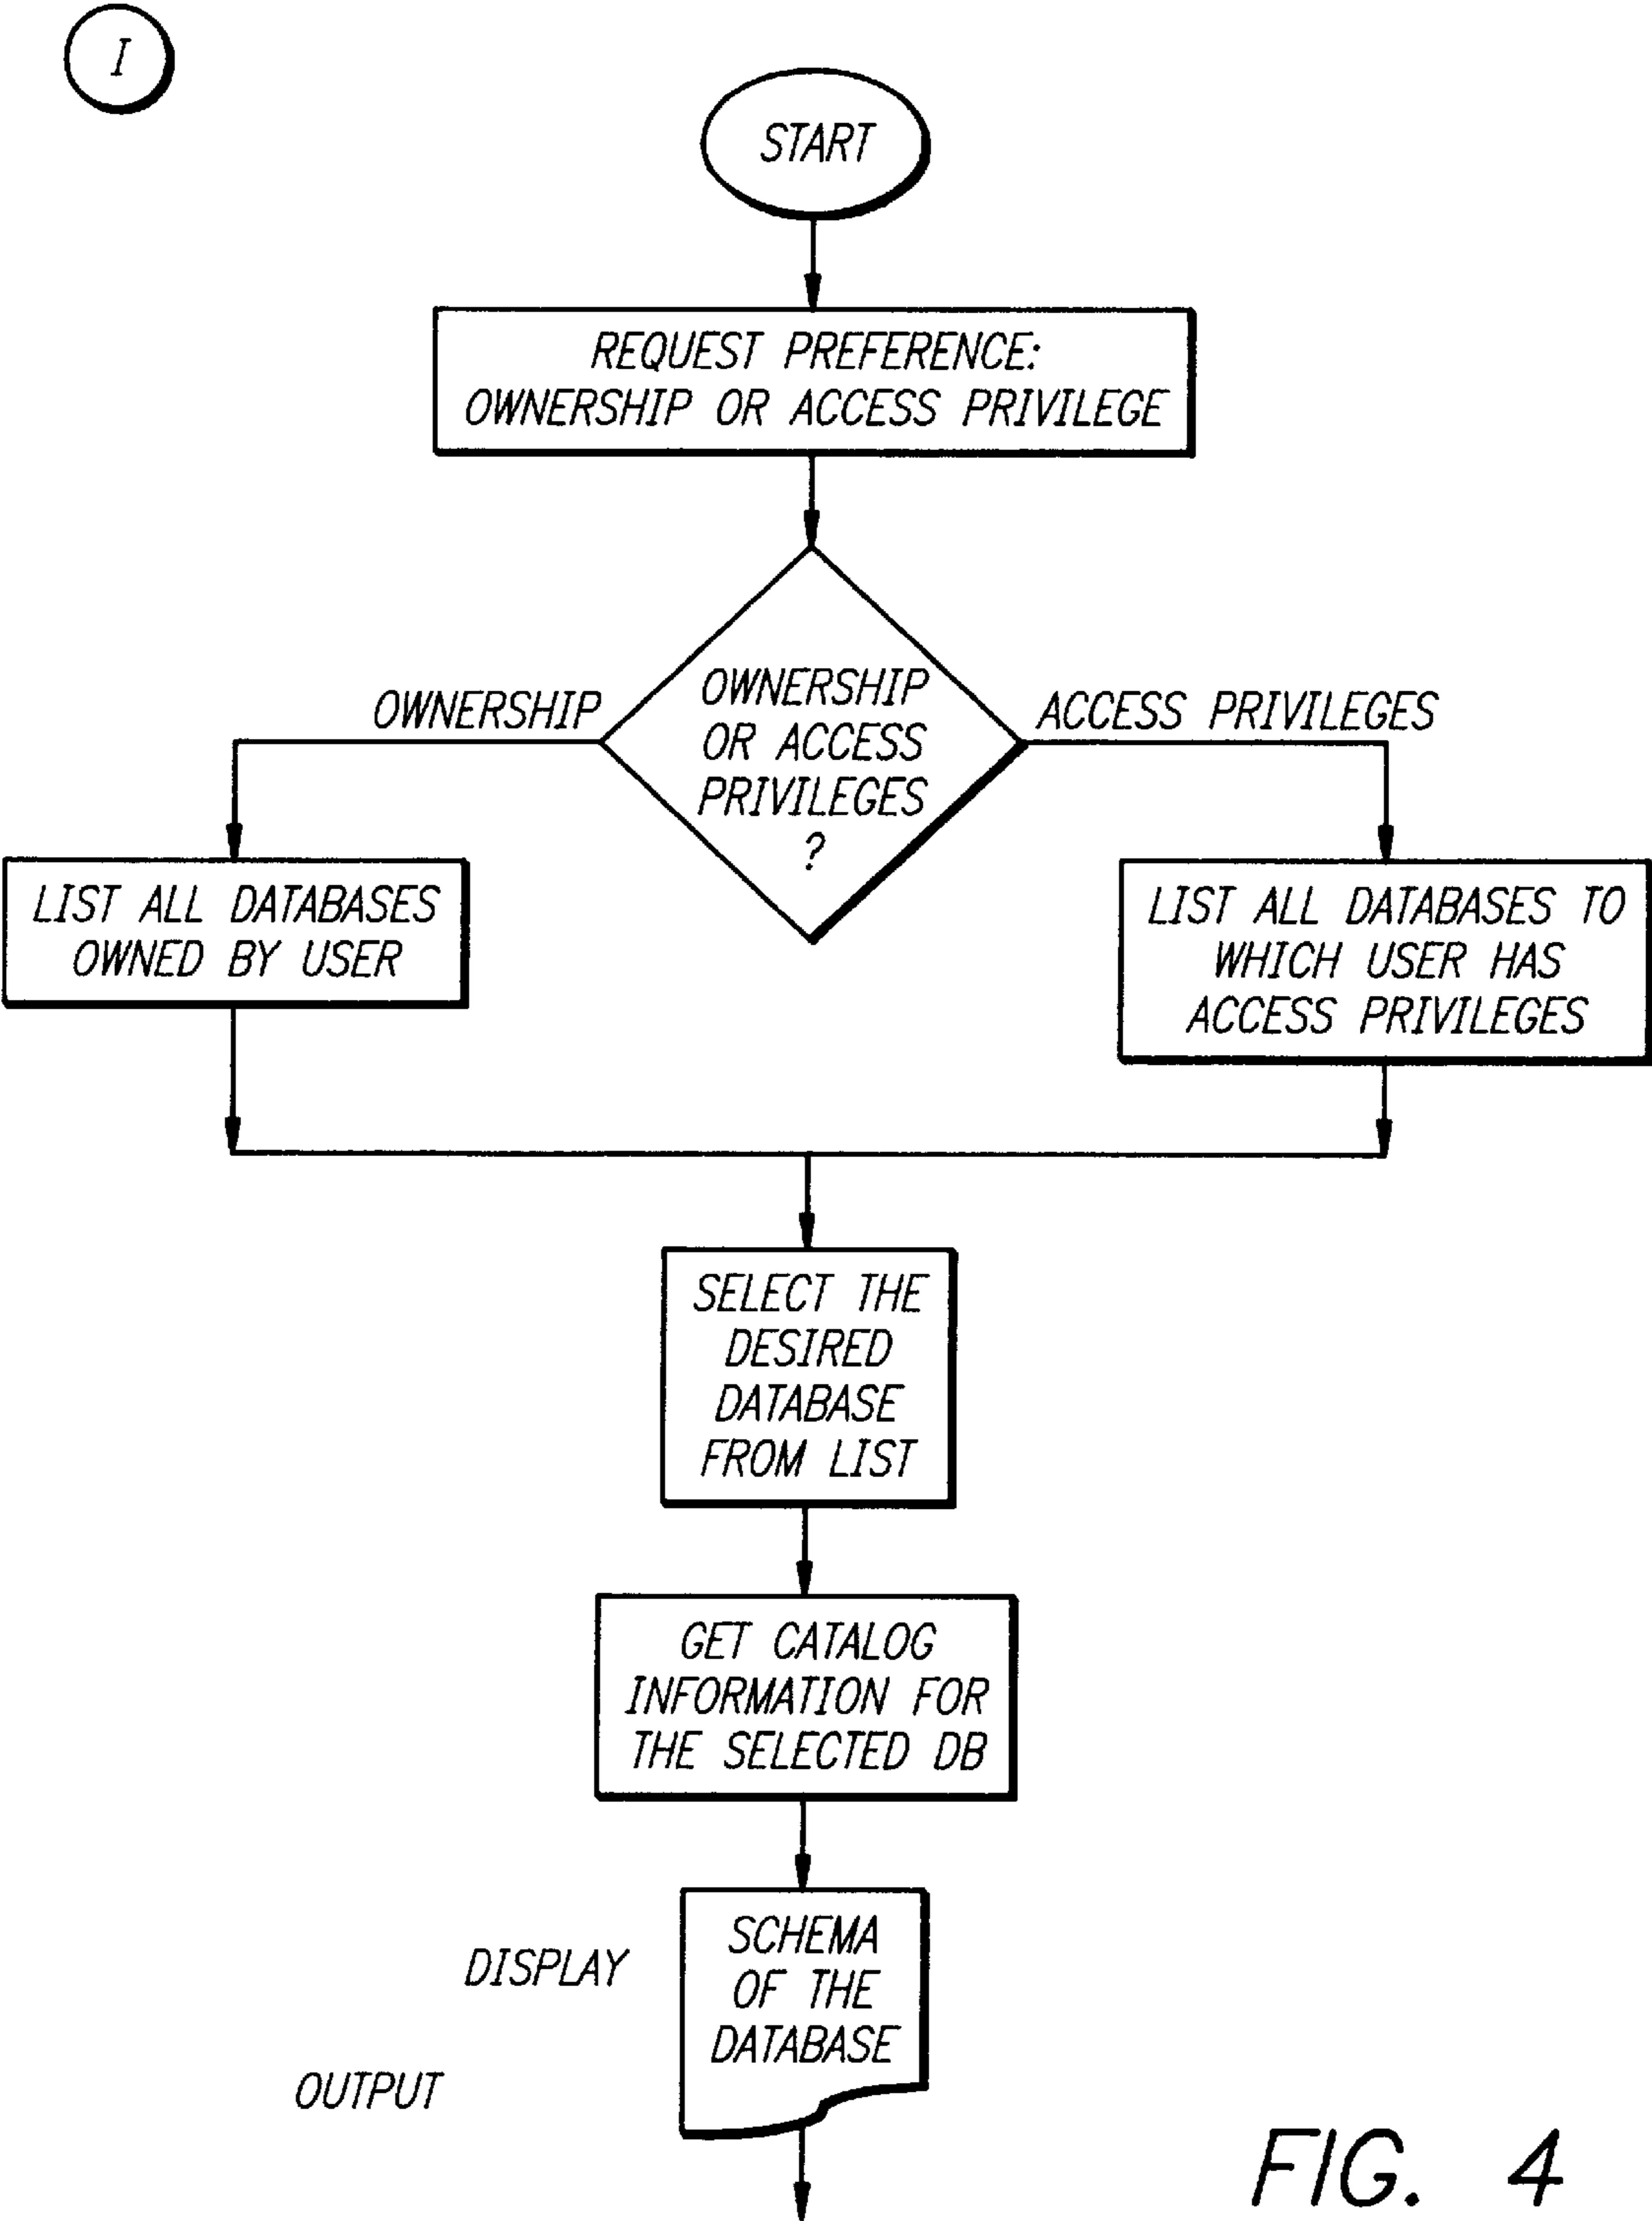 I
START
REQUEST PREFERENCE:
OWNERSHIP OR ACCESS PRIVILEGE
OWNERSHIP
OWNERSHIP
OR ACCESS
PRIVILEGES
?
ACCESS PRIVILEGES
LIST ALL DATABASES
OWNED BY USER
LIST ALL DATABASES TO
WHICH USER HAS
ACCESS PRIVILEGES
SELECT THE
DESIRED
DATABASE
FROM LIST
GET CATALOG
INFORMATION FOR
THE SELECTED DB
DISPLAY
SCHEMA
OF THE
DATABASE
OUTPUT
FIG. 4